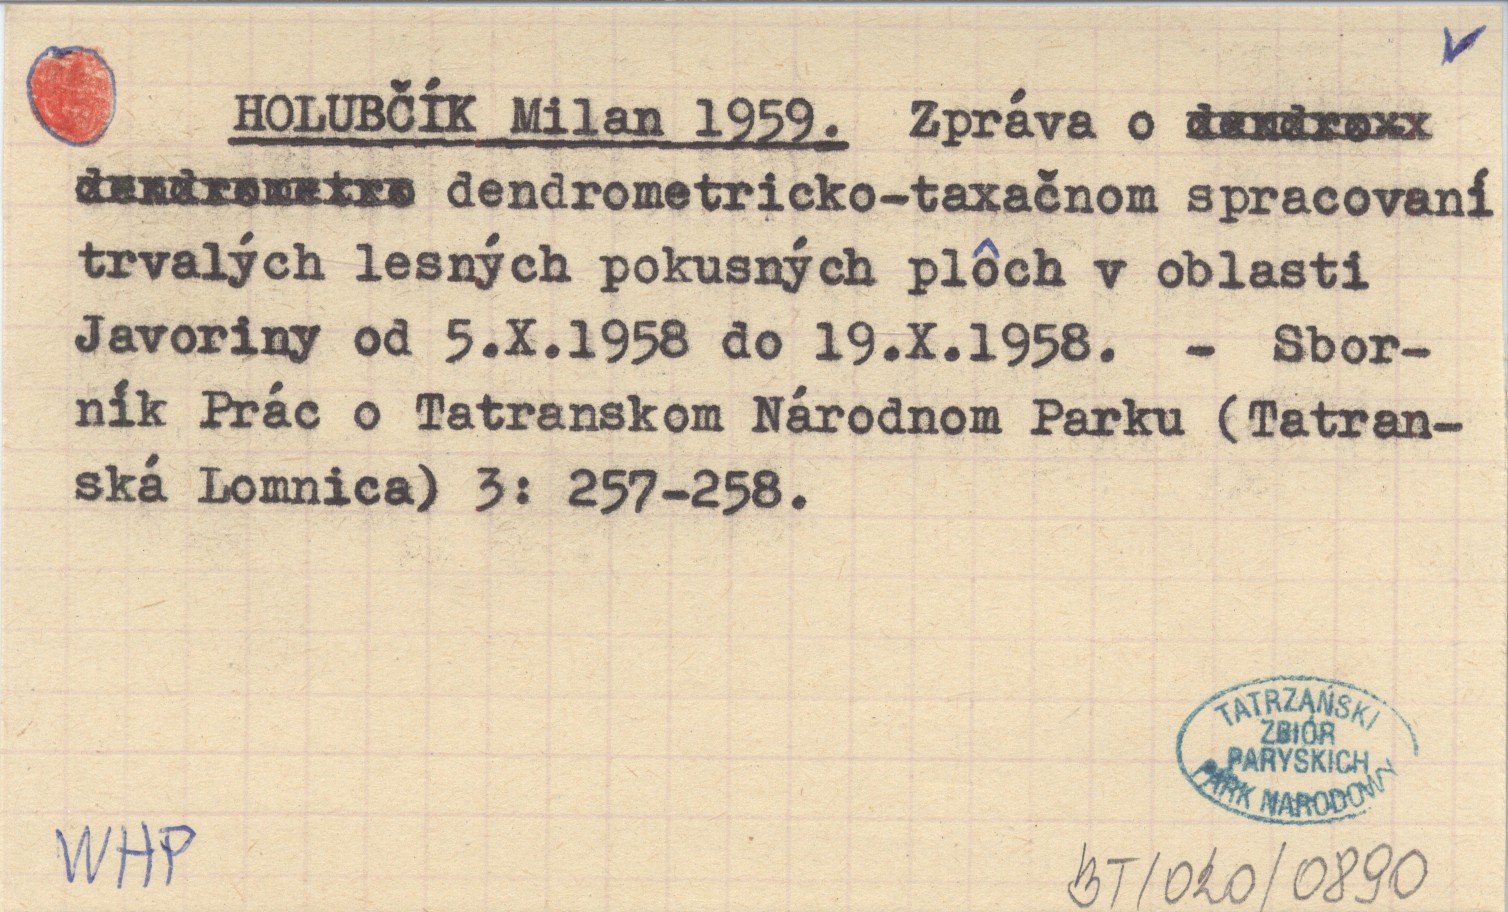 HOLUBČÍK Milan 1959. Zpráva o
dendrometricko-taxačnom spracovaní
trvalých lesných pokusných plôch v oblasti
Javoriny od 5.X.1958 do 19.X.1958. - Sbor-
ník Prác o Tatranskom Národnom Parku (Tatran-
ská Lomnica) 3: 257-258.
TATRZAŃSKI
ZBIÓR
PARYSKICH
PARK NARODOWY
WHP
BT/020/0890